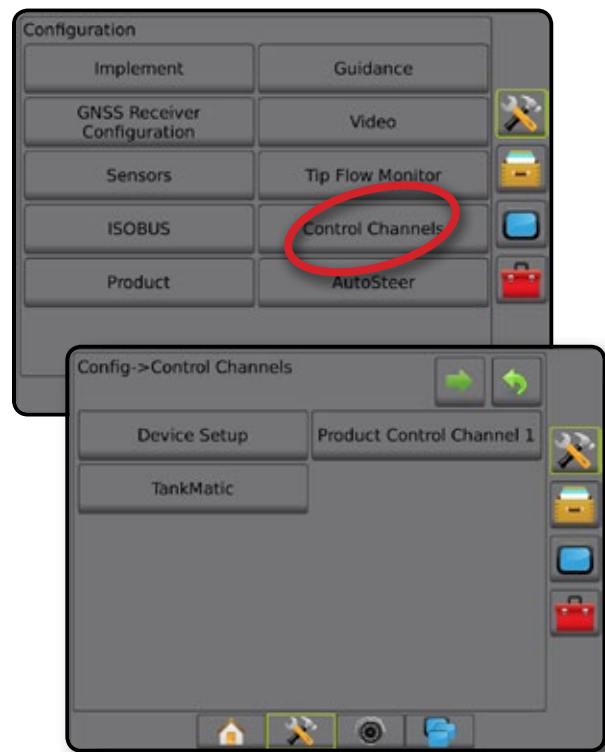 Configuration
Implement
Guidance
GNSS Receiver
Configuration
Video
Sensors
Tip Flow Monitor
ISOBUS
Control Channels
Product
AutoSteer
Config->Control Channels
Device Setup
Product Control Channel 1
TankMatic